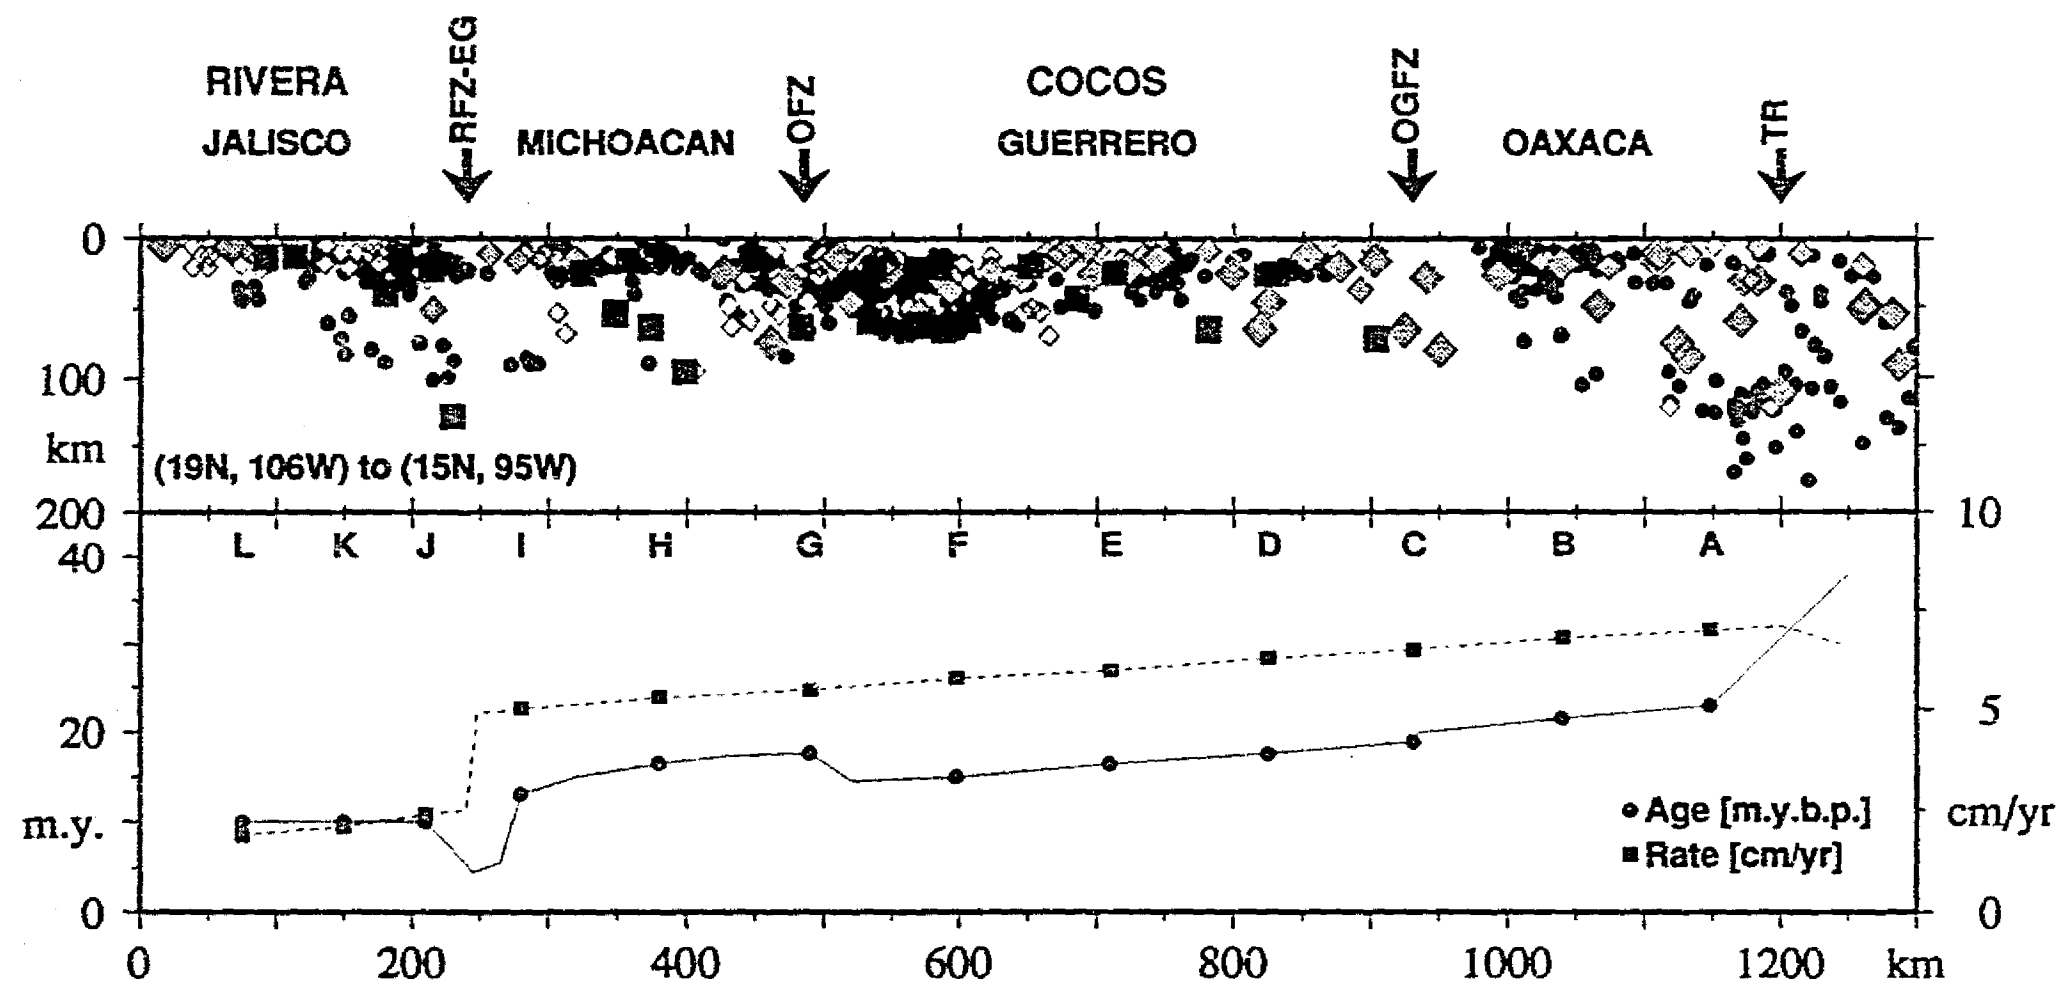 RIVERA
JALISCO
RFZ-EG
MICHOACAN
OFZ
COCOS
GUERRERO
OGFZ
OAXACA
TR
0
100
km
200
(19N, 106W) to (15N, 95W)
10
L K J I H G F E D C B A
40
20
m.y.
0
5
cm/yr
0
Age [m.y.b.p.]
Rate [cm/yr]
0 200 400 600 800 1000 1200 km